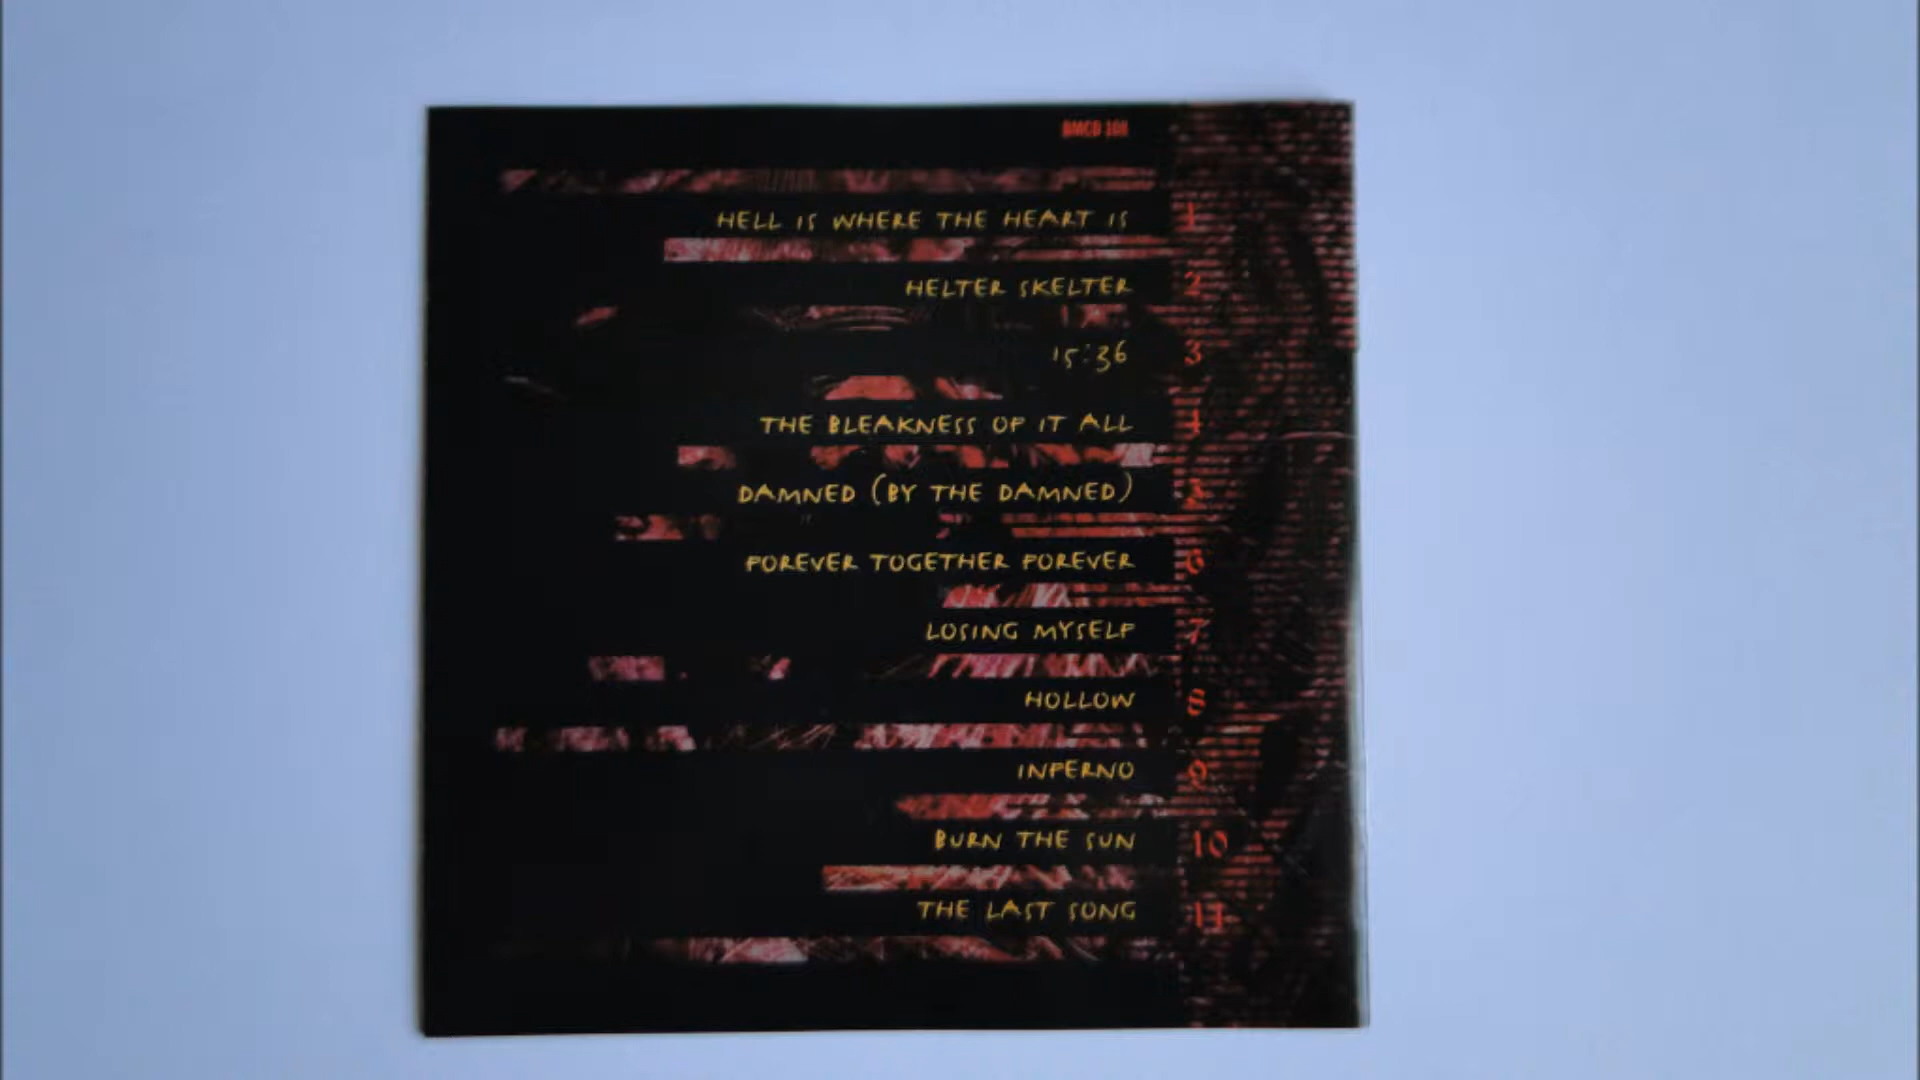 HELL IS WHERE THE HEART IS 1
HELTER SKELTER 2
15:36 3
THE BLEAKNESS OF IT ALL 4
DAMNED (BY THE DAMNED) 5
FOREVER TOGETHER FOREVER 6
LOSING MYSELF 7
HOLLOW 8
INFERNO 9
BURN THE SUN 10
THE LAST SONG 11